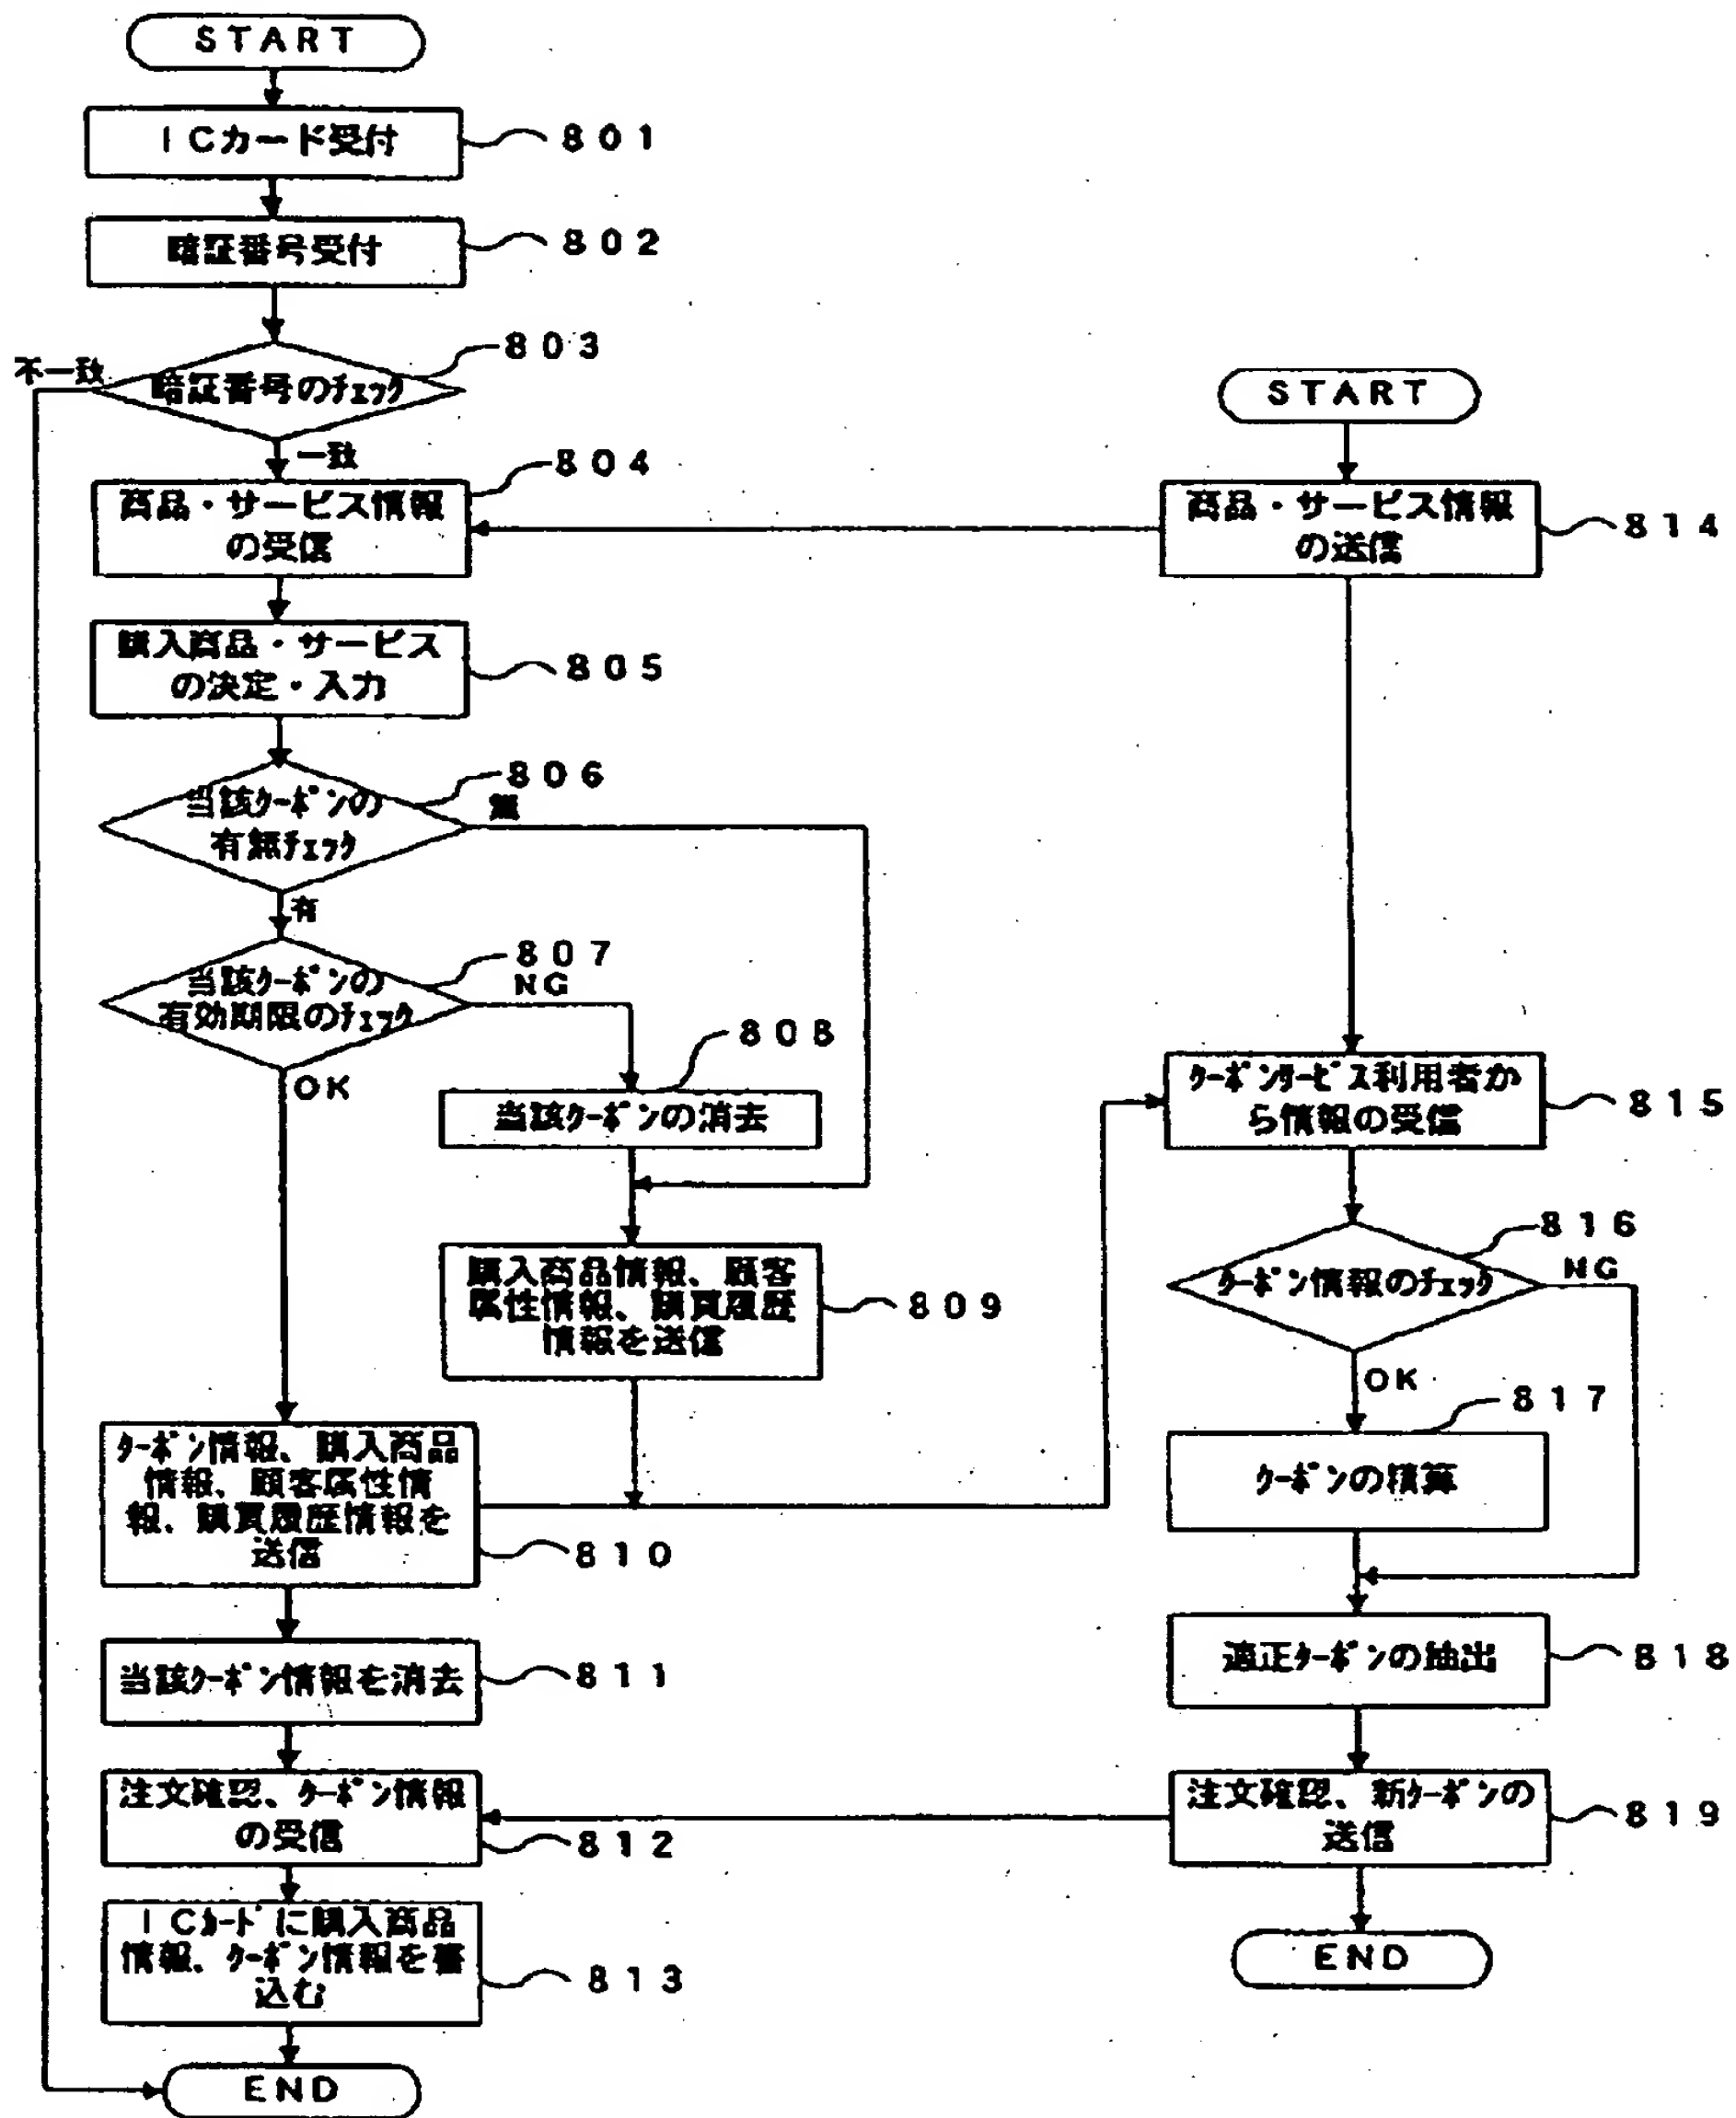 START
ICカード受付
801
暗証番号受付
802
803
不一致
暗証番号のチェック
一致
804
商品・サービス情報
の受信
805
購入商品・サービス
の決定・入力
806
当該クーポンの
有無チェック
無
有
807
当該クーポンの
有効期限のチェック
NG
OK
808
当該クーポンの消去
購入商品情報、顧客
属性情報、購買履歴
情報を送信
809
クーポン情報、購入商品
情報、顧客属性情
報、購買履歴情報を
送信
810
当該クーポン情報を消去
811
注文確認、クーポン情報
の受信
812
ICカードに購入商品
情報、クーポン情報を書
込む
813
END
START
商品・サービス情報
の送信
814
クーポンサービス利用者か
ら情報の受信
815
816
クーポン情報のチェック
NG
OK
817
クーポンの積算
適正クーポンの抽出
818
注文確認、新クーポンの
送信
819
END